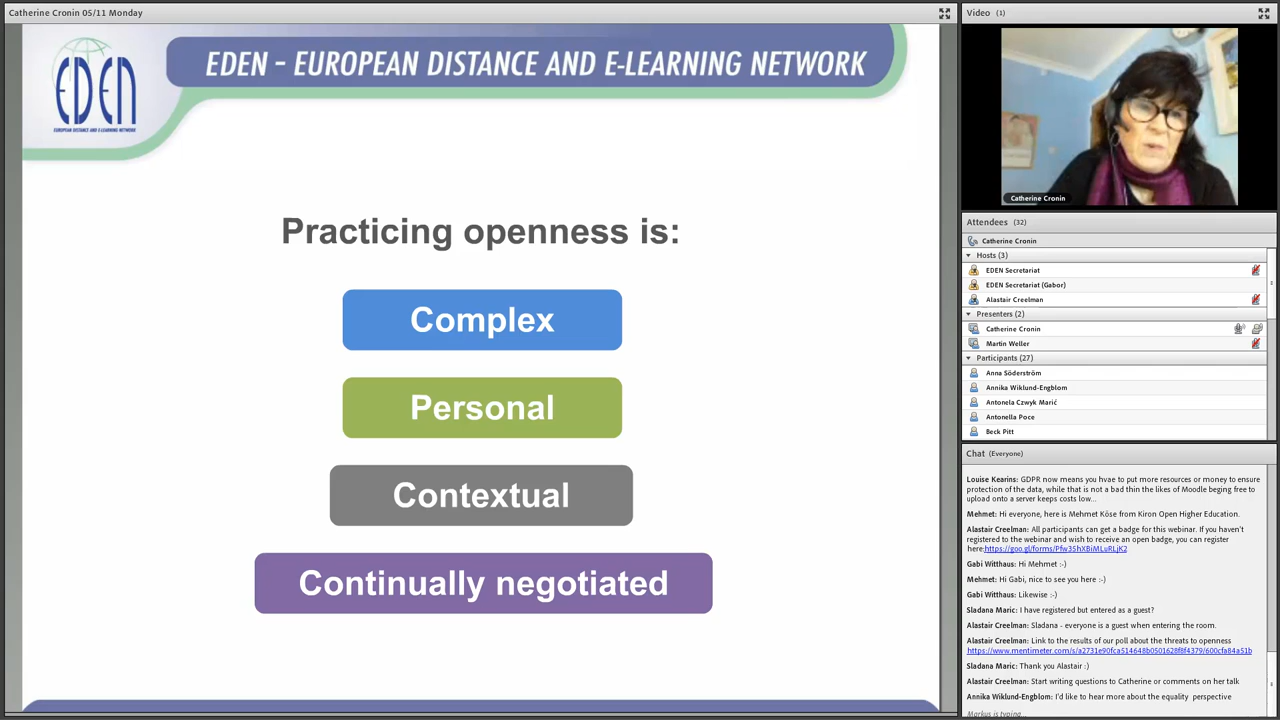 Catherine Cronin 05/11 Monday
EDEN
EUROPEAN DISTANCE AND E-LEARNING NETWORK
EDEN – EUROPEAN DISTANCE AND E-LEARNING NETWORK
Practicing openness is:
Complex
Personal
Contextual
Continually negotiated
Video (1)
Catherine Cronin
Attendees (32)
Catherine Cronin
Hosts (3)
EDEN Secretariat
EDEN Secretariat (Gabor)
Alastair Creelman
Presenters (2)
Catherine Cronin
Martin Weller
Participants (27)
Anna Söderström
Annika Wiklund-Engblom
Antonela Czwyk Marić
Antonella Poce
Beck Pitt
Chat (Everyone)
Louise Kearins: GDPR now means you hvae to put more resources or money to ensure
protection of the data, while that is not a bad thin the likes of Moodle beging free to
upload onto a server keeps costs low...
Mehmet: Hi everyone, here is Mehmet Köse from Kiron Open Higher Education.
Alastair Creelman: All participants can get a badge for this webinar. If you haven't
registered to the webinar and wish to receive an open badge, you can register
here:https://goo.gl/forms/Pfw35hXBiMLuRLjK2
Gabi Witthaus: Hi Mehmet :-)
Mehmet: Hi Gabi, nice to see you here :-)
Gabi Witthaus: Likewise :-)
Sladana Maric: I have registered but entered as a guest?
Alastair Creelman: Sladana - everyone is a guest when entering the room.
Alastair Creelman: Link to the results of our poll about the threats to openness
https://www.mentimeter.com/s/a2731e90fca514648b0501628f8f4379/600cfa84a51b
Sladana Maric: Thank you Alastair :)
Alastair Creelman: Start writing questions to Catherine or comments on her talk
Annika Wiklund-Engblom: I'd like to hear more about the equality perspective
Markus is typing...